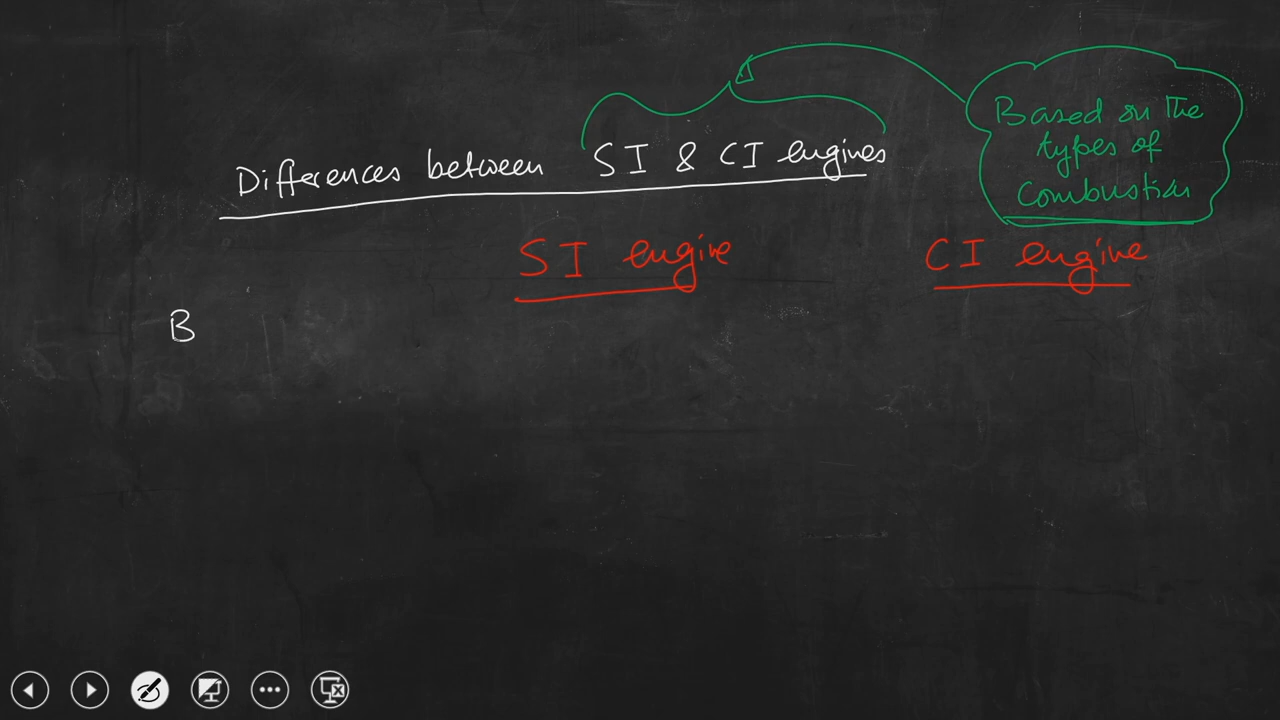 Based on the
types of
Combustion
Differences between SI & CI engines
SI engine CI engine
B